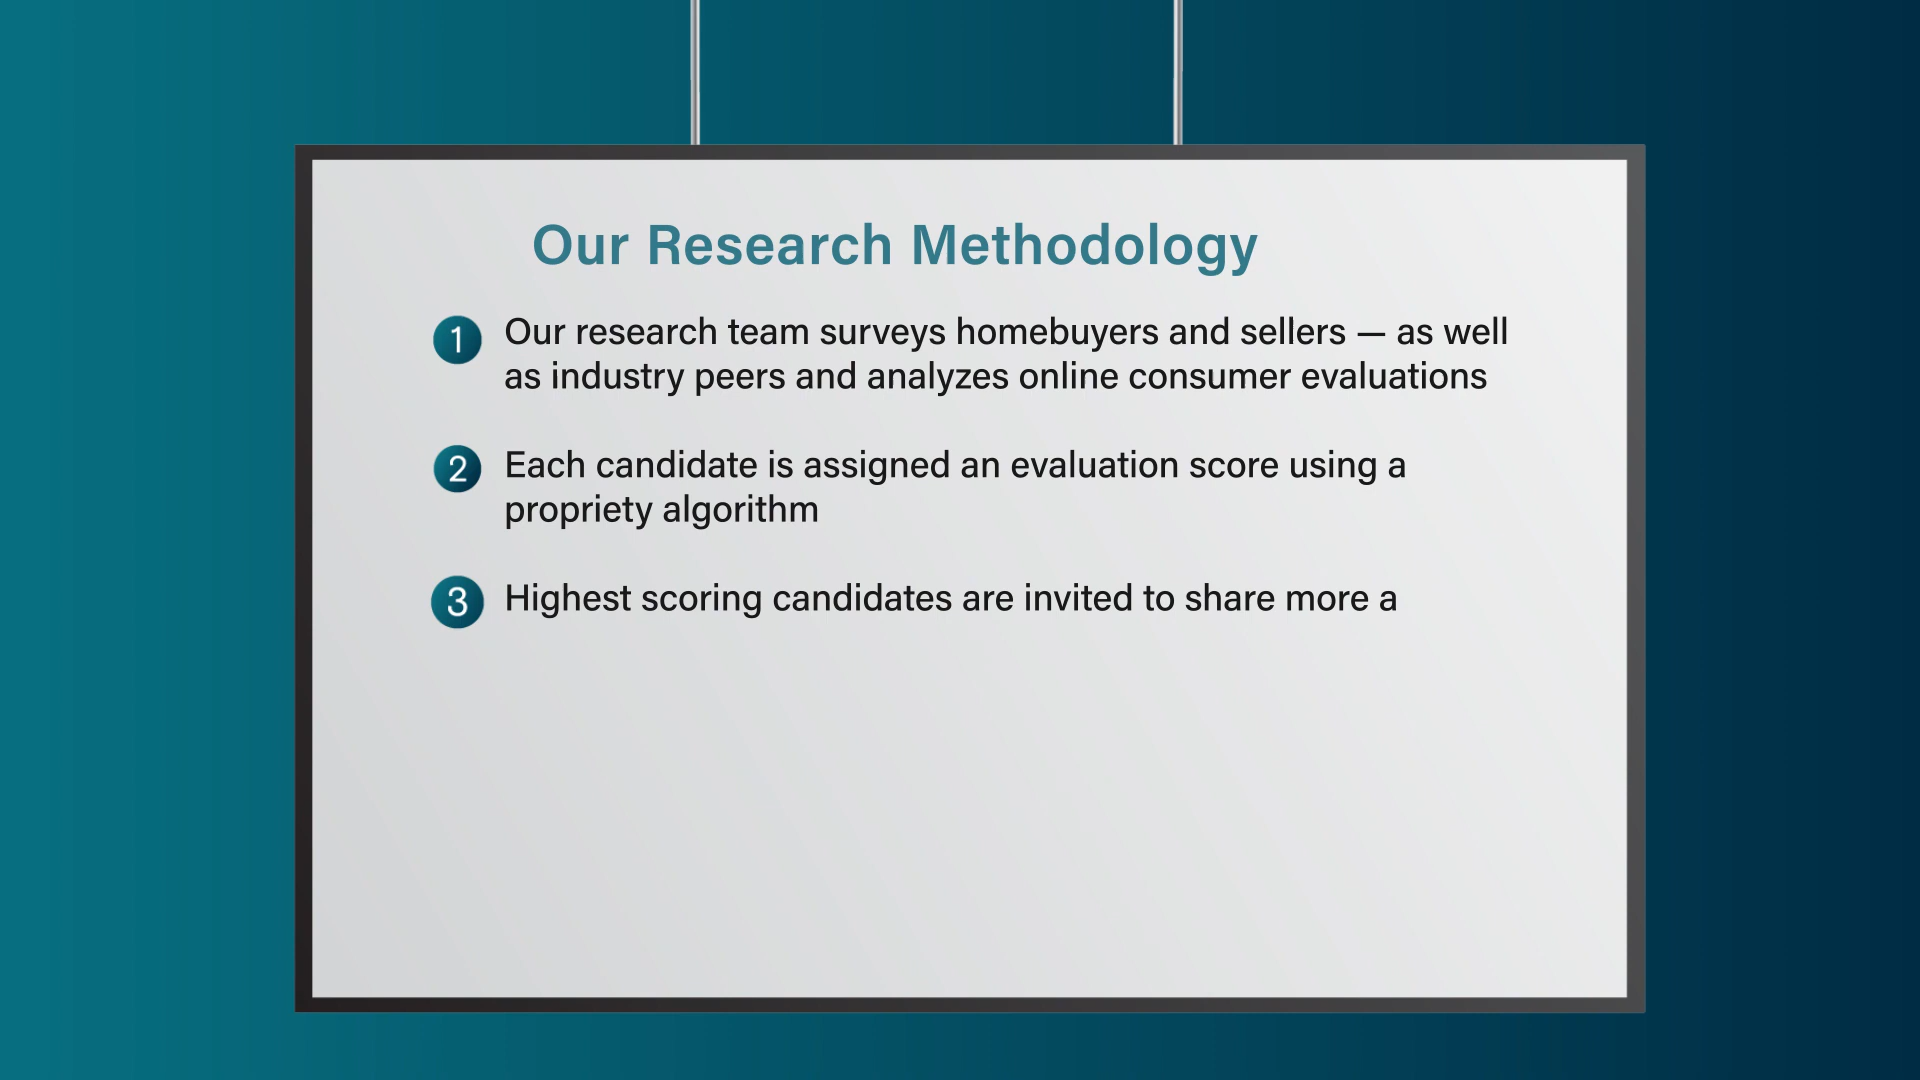 Our Research Methodology
1 Our research team surveys homebuyers and sellers — as well
as industry peers and analyzes online consumer evaluations
2 Each candidate is assigned an evaluation score using a
propriety algorithm
3 Highest scoring candidates are invited to share more a